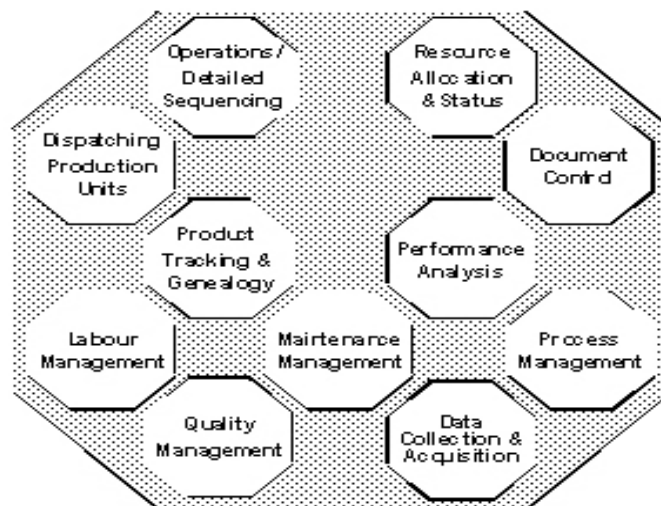 Operations/
Detailed
Sequencing
Resource
Allocation
& Status
Dispatching
Production
Units
Document
Control
Product
Tracking &
Genealogy
Performance
Analysis
Labour
Management
Maintenance
Management
Process
Management
Quality
Management
Data
Collection &
Acquisition